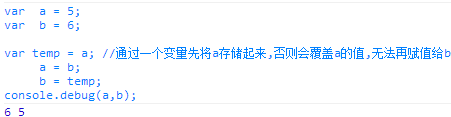 var  a = 5;
var  b = 6;
var temp = a; //通过一个变量先将a存储起来,否则会覆盖a的值,无法再赋值给b
     a = b;
     b = temp;
console.debug(a,b);
6 5